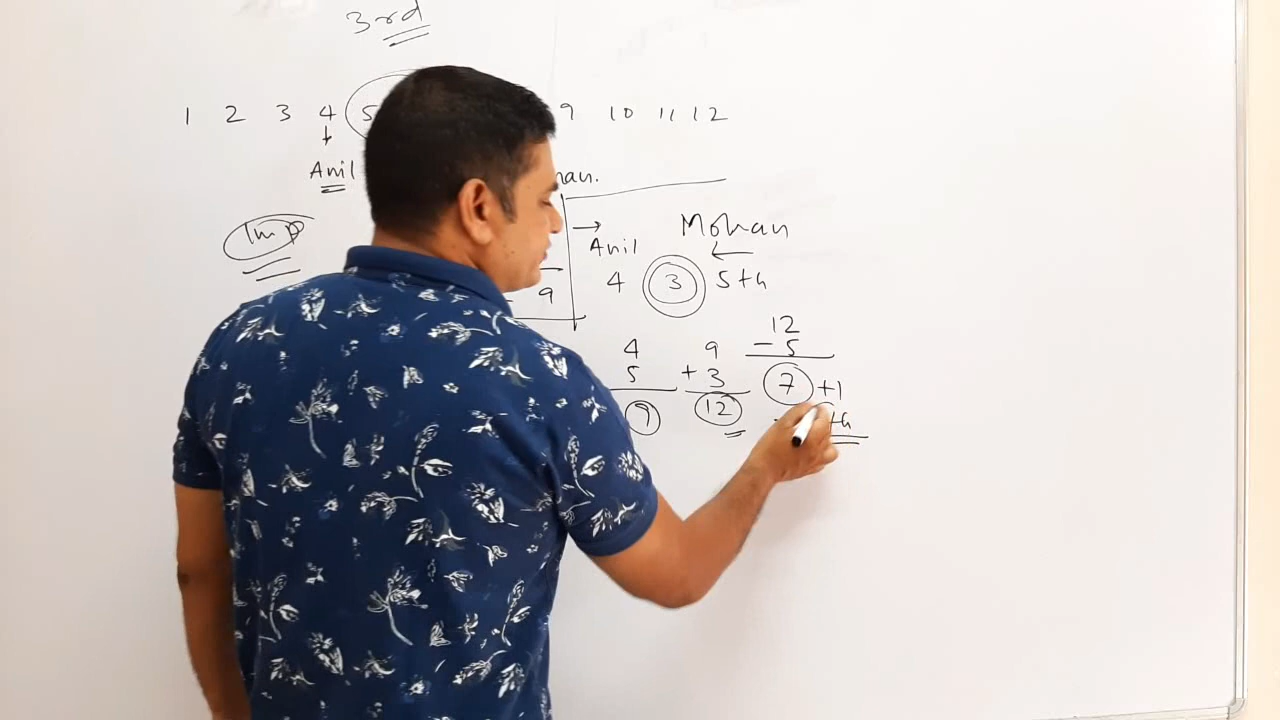 3rd
1 2 3 4 5 9 10 11 12
Anil
Mohan
Imp
Anil
9
4 3 5th
12
4 9 - 5
5 + 3
7 +1
9 12